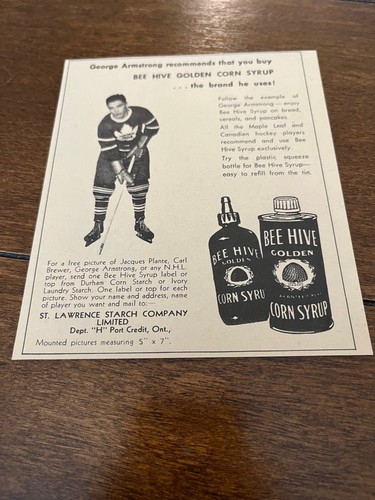 George Armstrong recommends that you buy
BEE HIVE GOLDEN CORN SYRUP
. . . the brand he uses!
Follow the example of
George Armstrong — enjoy
Bee Hive Syrup on bread,
cereals, and pancakes.
All the Maple Leaf and
Canadien hockey players
recommend and use Bee
Hive Syrup exclusively.
Try the plastic squeeze
bottle for Bee Hive Syrup—
easy to refill from the tin.
For a free picture of Jacques Plante, Carl
Brewer, George Armstrong, or any N.H.L.
player, send one Bee Hive Syrup label or
top from Durham Corn Starch or Ivory
Laundry Starch. One label or top for each
picture. Show your name and address, name
of player you want and mail to:—
ST. LAWRENCE STARCH COMPANY
LIMITED
Dept. "H" Port Credit, Ont.,
Mounted pictures measuring 5" x 7".
BEE HIVE
GOLDEN
CORN SYRU
BEE HIVE
GOLDEN
CORN SYRUP